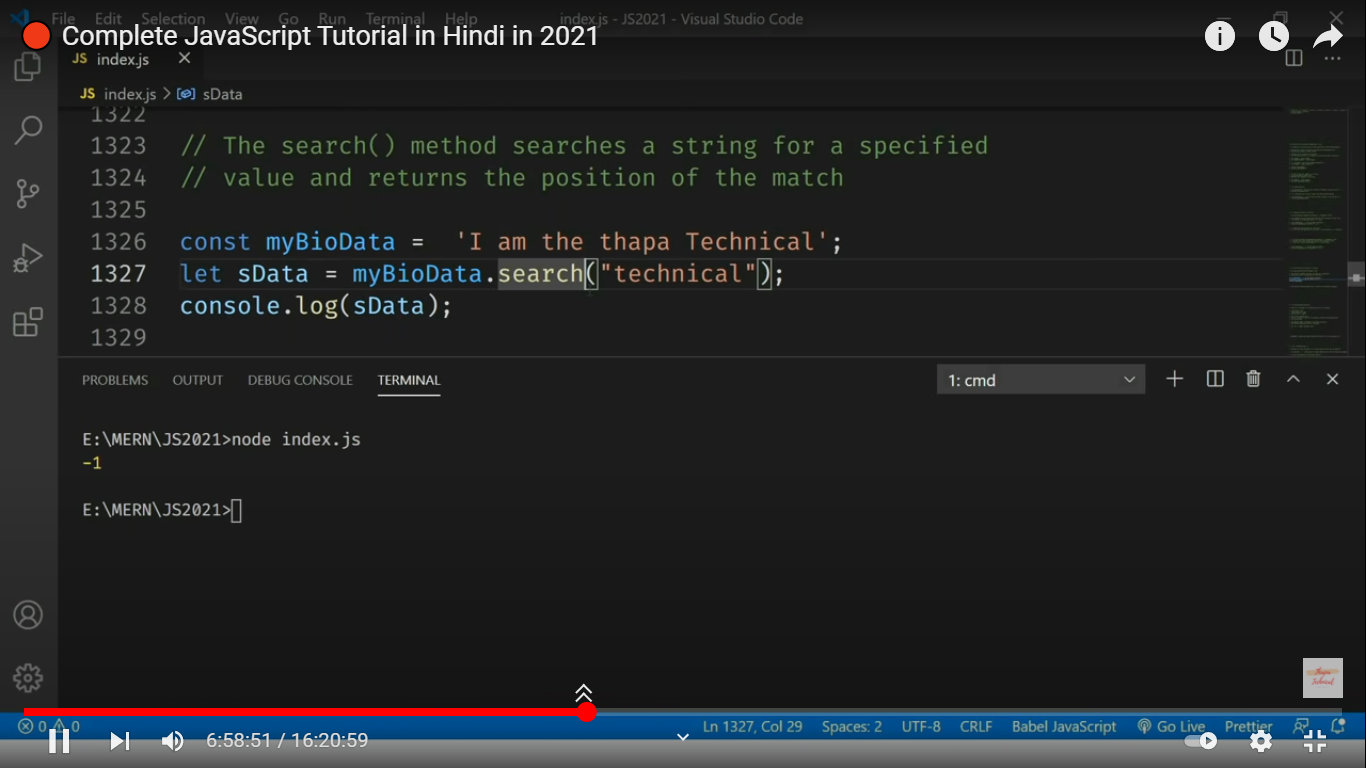 File Edit Selection View Go Run Terminal Help index.js - JS2021 - Visual Studio Code
Complete JavaScript Tutorial in Hindi in 2021
JS index.js
JS index.js > sData
1322
1323 // The search() method searches a string for a specified
1324 // value and returns the position of the match
1325
1326 const myBioData =  'I am the thapa Technical';
1327 let sData = myBioData.search("technical");
1328 console.log(sData);
1329
PROBLEMS OUTPUT DEBUG CONSOLE TERMINAL 1: cmd
E:\MERN\JS2021>node index.js
-1
E:\MERN\JS2021>
thapa
Technical
0 0 Ln 1327, Col 29 Spaces: 2 UTF-8 CRLF Babel JavaScript Go Live Prettier
6:58:51 / 16:20:59